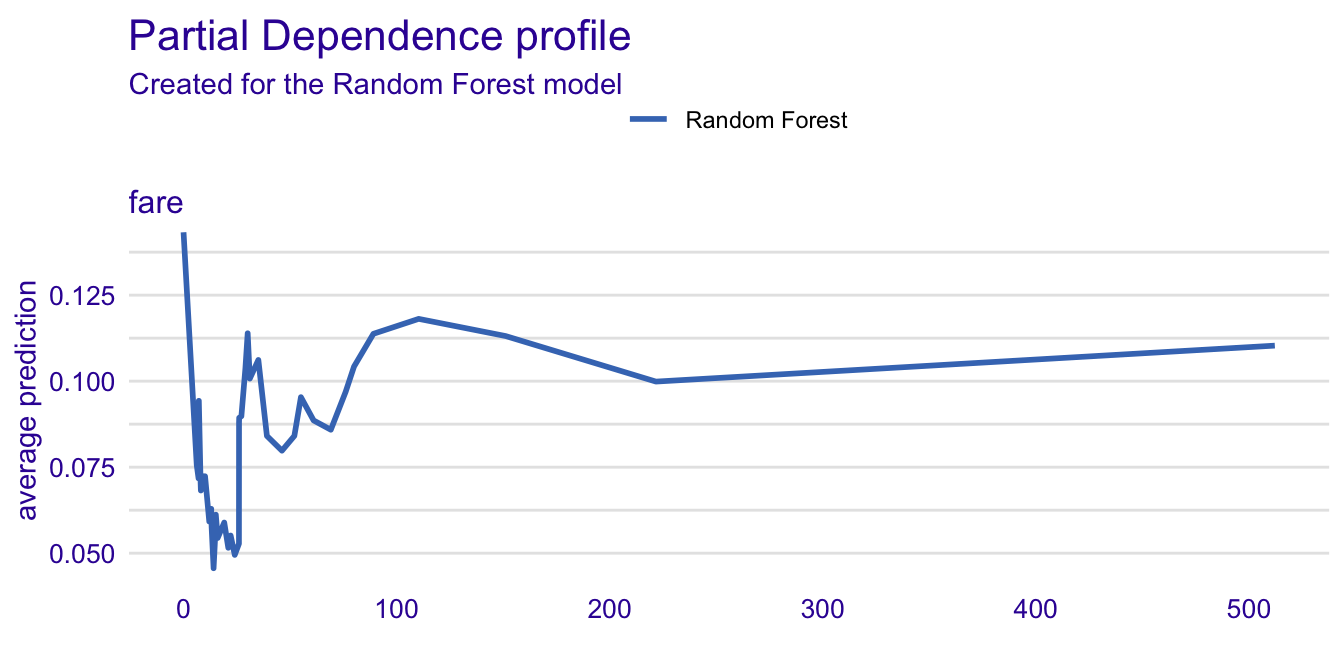 Partial Dependence profile
Created for the Random Forest model
Random Forest
fare
average prediction
0.125
0.100
0.075
0.050
0 100 200 300 400 500